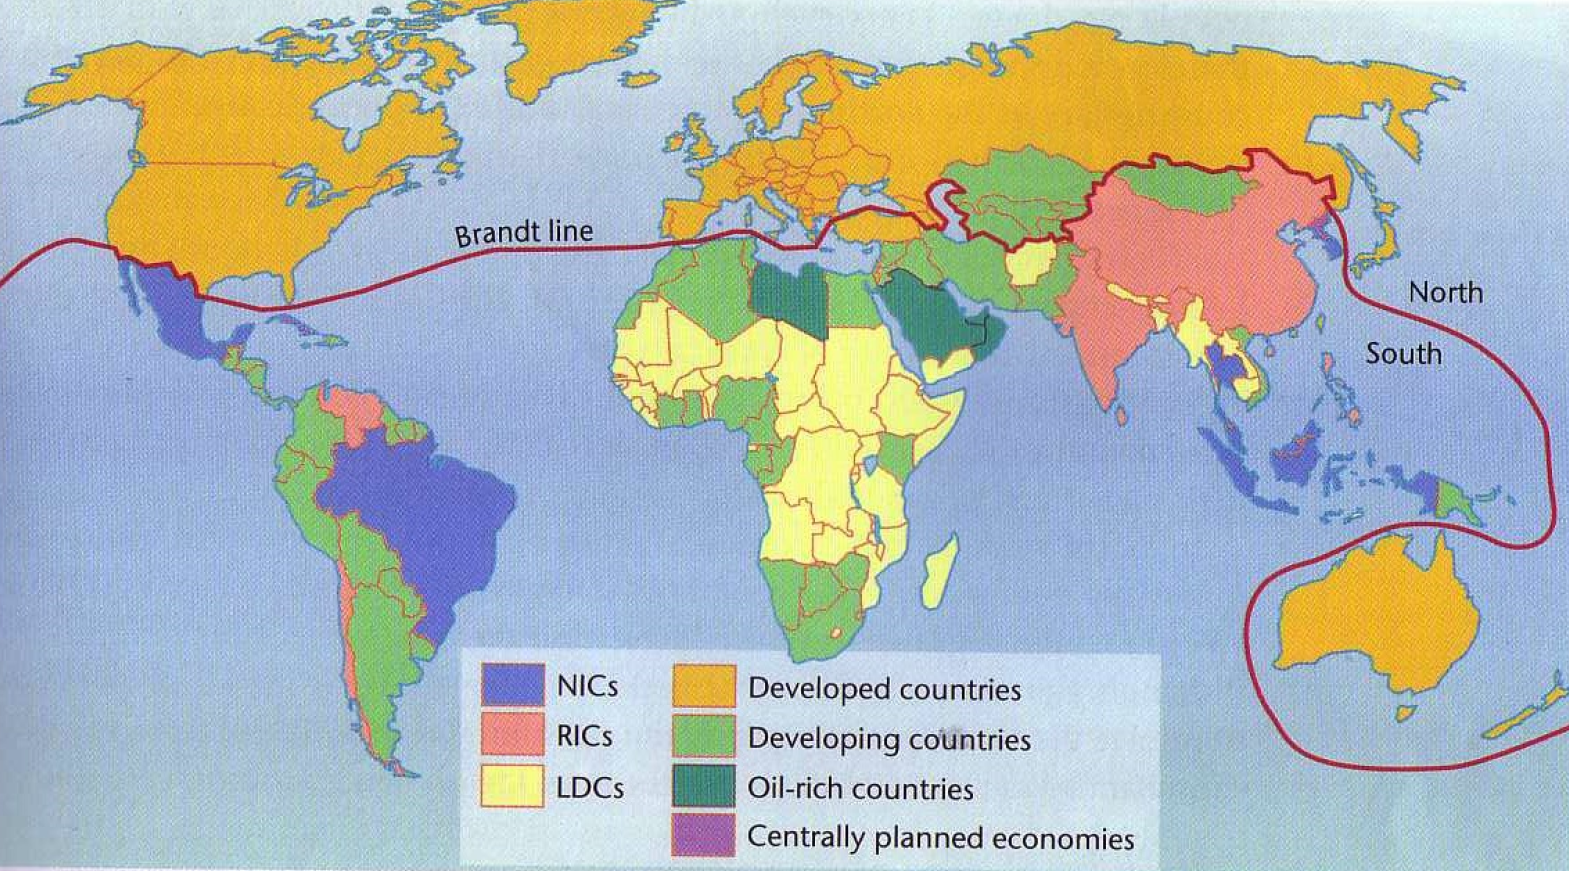 Brandt line
North
South
NICs
RICs
LDCs
Developed countries
Developing countries
Oil-rich countries
Centrally planned economies